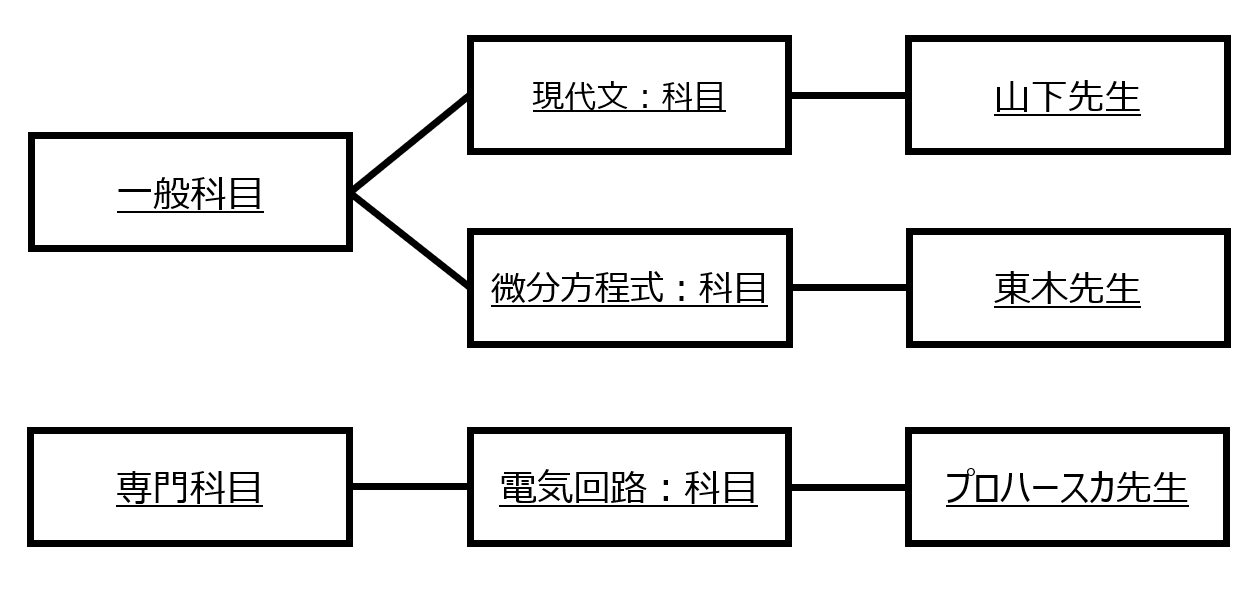 一般科目
現代文：科目
山下先生
微分方程式：科目
東木先生
専門科目
電気回路：科目
プロハースカ先生